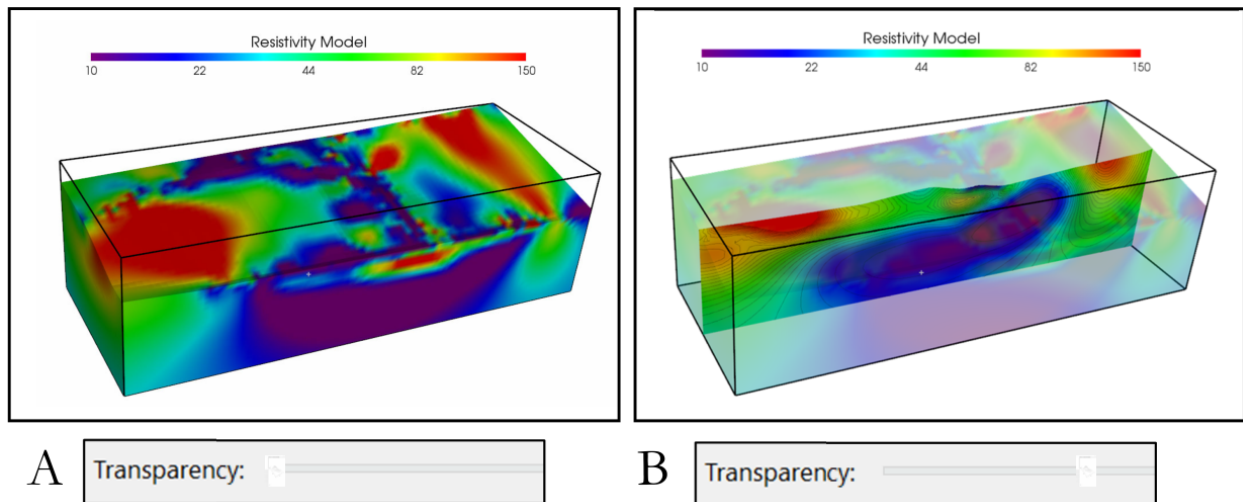 Resistivity Model
10 22 44 82 150
Resistivity Model
10 22 44 82 150
A Transparency:
B Transparency: